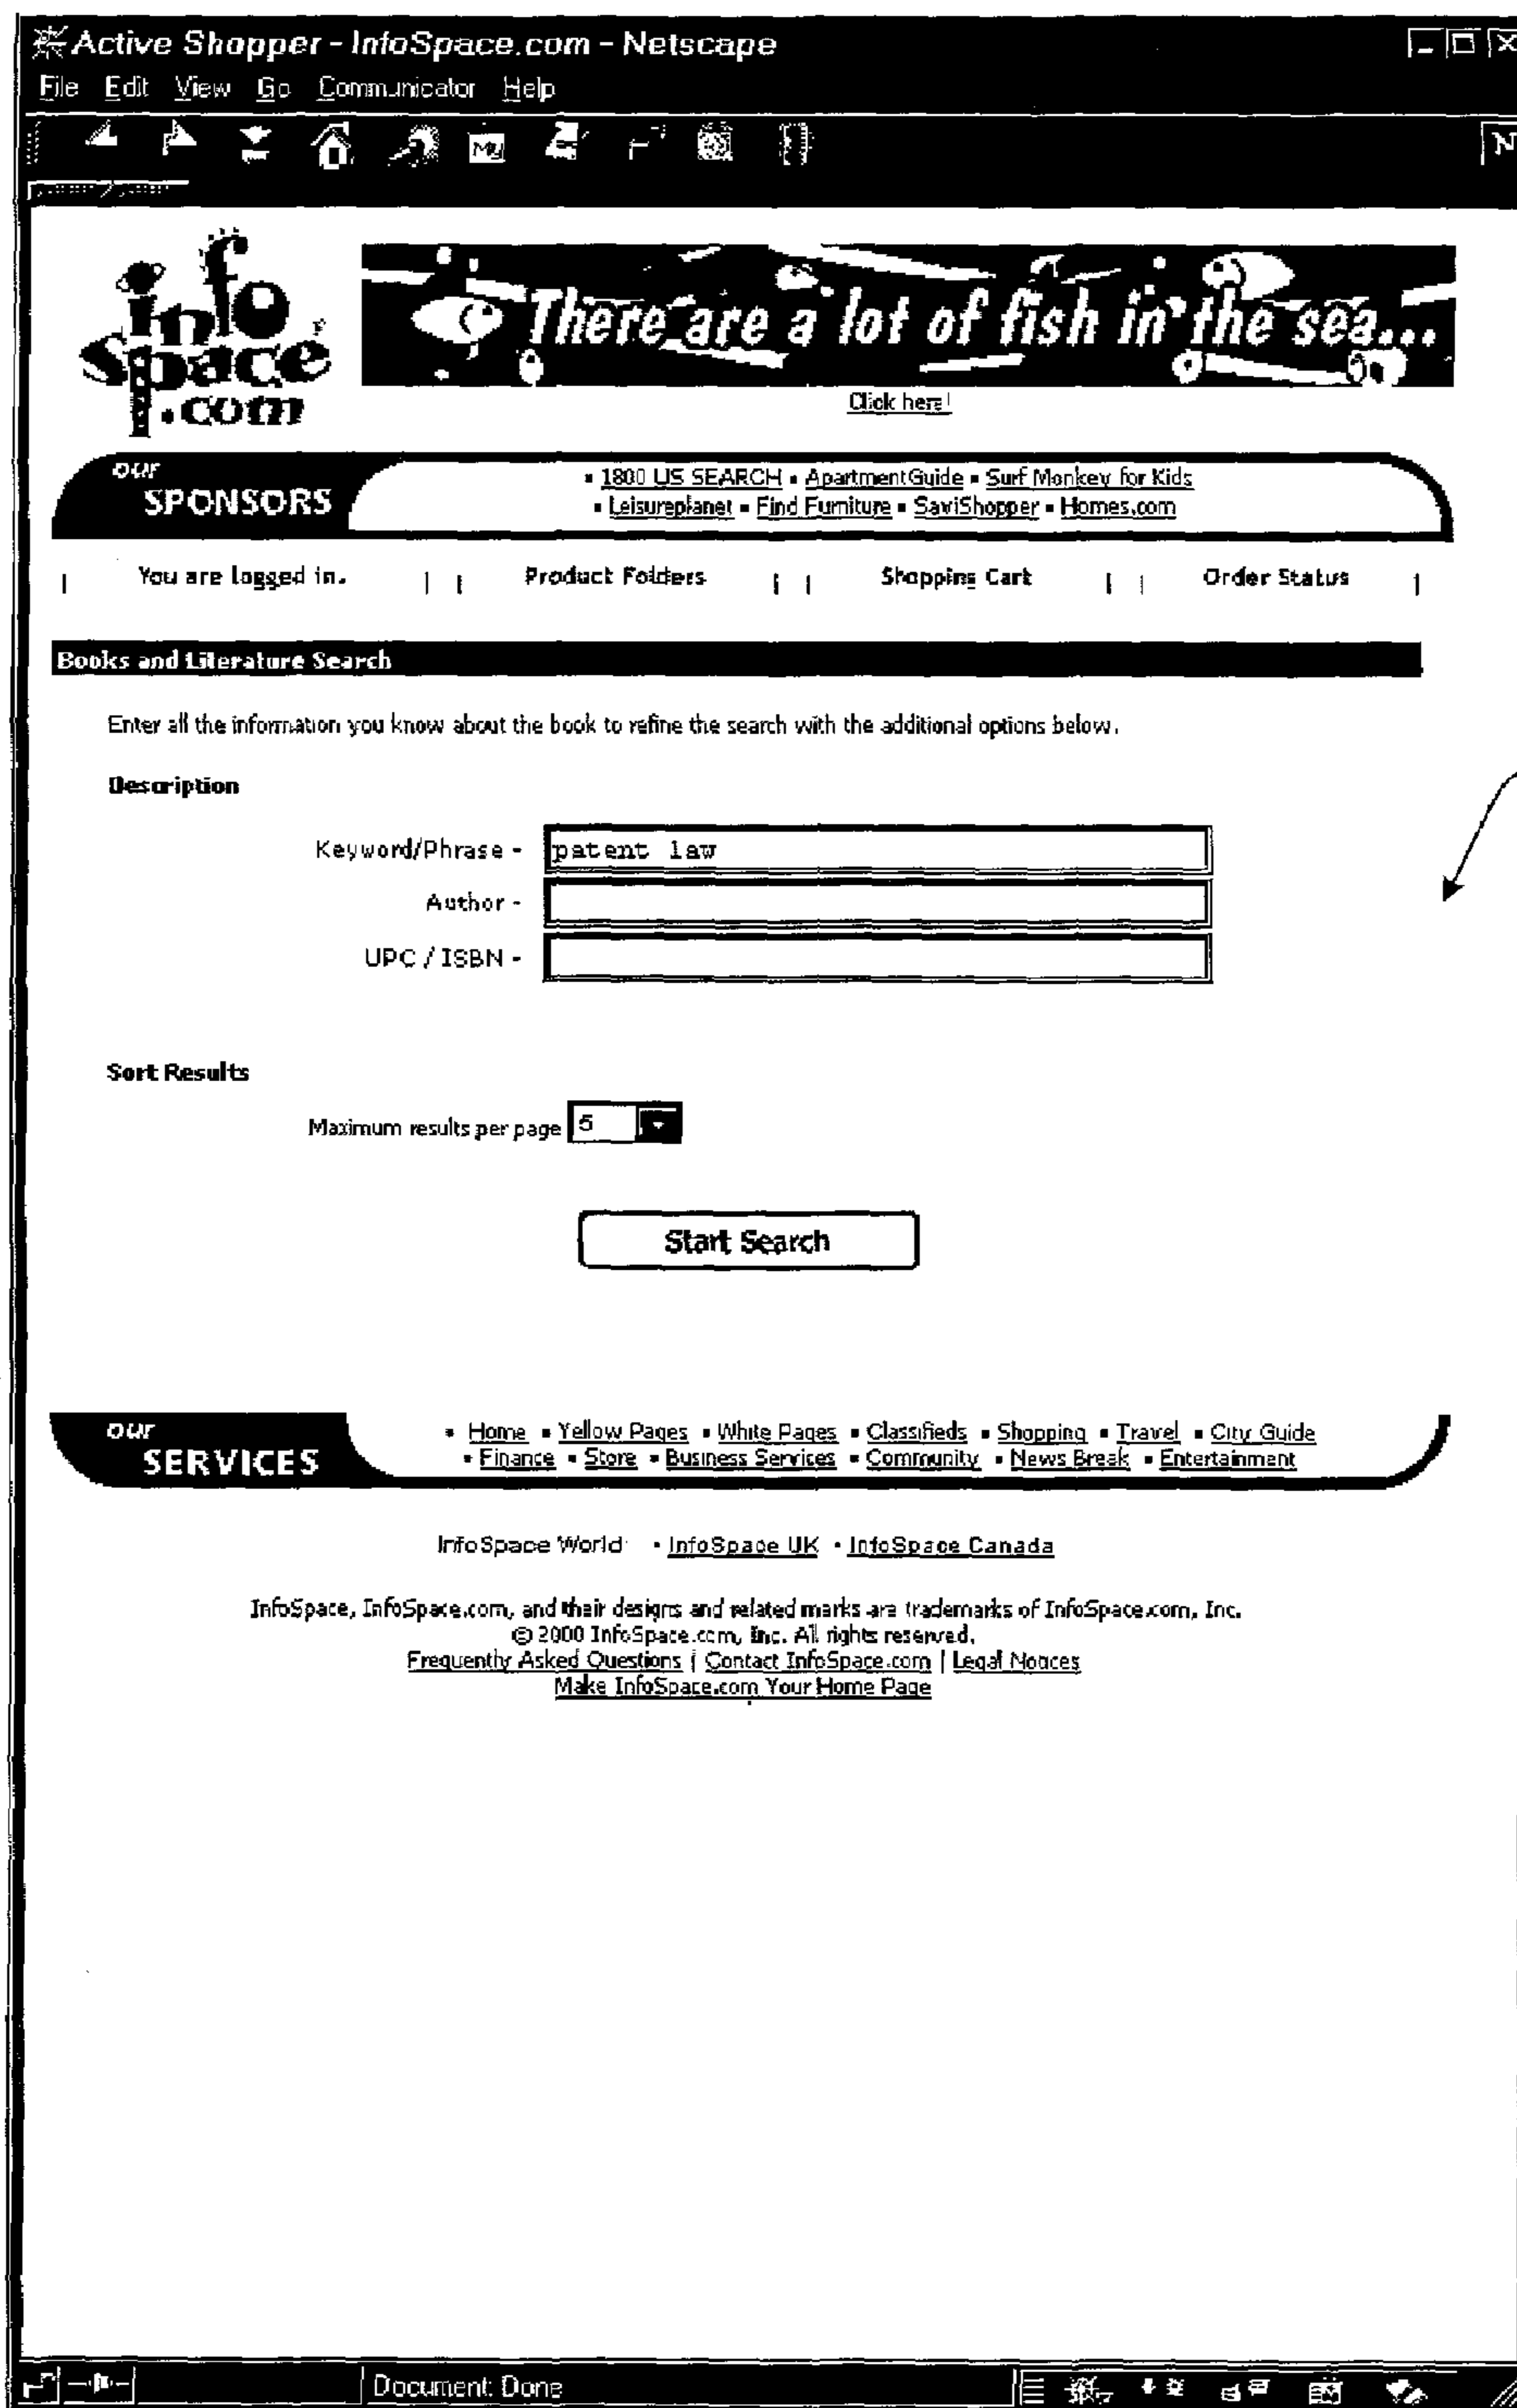 Active Shopper - InfoSpace.com - Netscape
File Edit View Go Communicator Help
My
N
info
space
.com
There are a lot of fish in the sea...
Click here!
our
SPONSORS
▪ 1800 US SEARCH ▪ ApartmentGuide ▪ Surf Monkey for Kids
▪ Leisureplanet ▪ Find Furniture ▪ SaviShopper ▪ Homes.com
| You are logged in. | | Product Folders | | Shopping Cart | | Order Status |
Books and Literature Search
Enter all the information you know about the book to refine the search with the additional options below.
Description
Keyword/Phrase - patent law
Author -
UPC / ISBN -
Sort Results
Maximum results per page 5
Start Search
our
SERVICES
▪ Home ▪ Yellow Pages ▪ White Pages ▪ Classifieds ▪ Shopping ▪ Travel ▪ City Guide
▪ Finance ▪ Store ▪ Business Services ▪ Community ▪ News Break ▪ Entertainment
InfoSpace World: ▪ InfoSpace UK ▪ InfoSpace Canada
InfoSpace, InfoSpace.com, and their designs and related marks are trademarks of InfoSpace.com, Inc.
© 2000 InfoSpace.com, Inc. All rights reserved.
Frequently Asked Questions | Contact InfoSpace.com | Legal Notices
Make InfoSpace.com Your Home Page
Document: Done